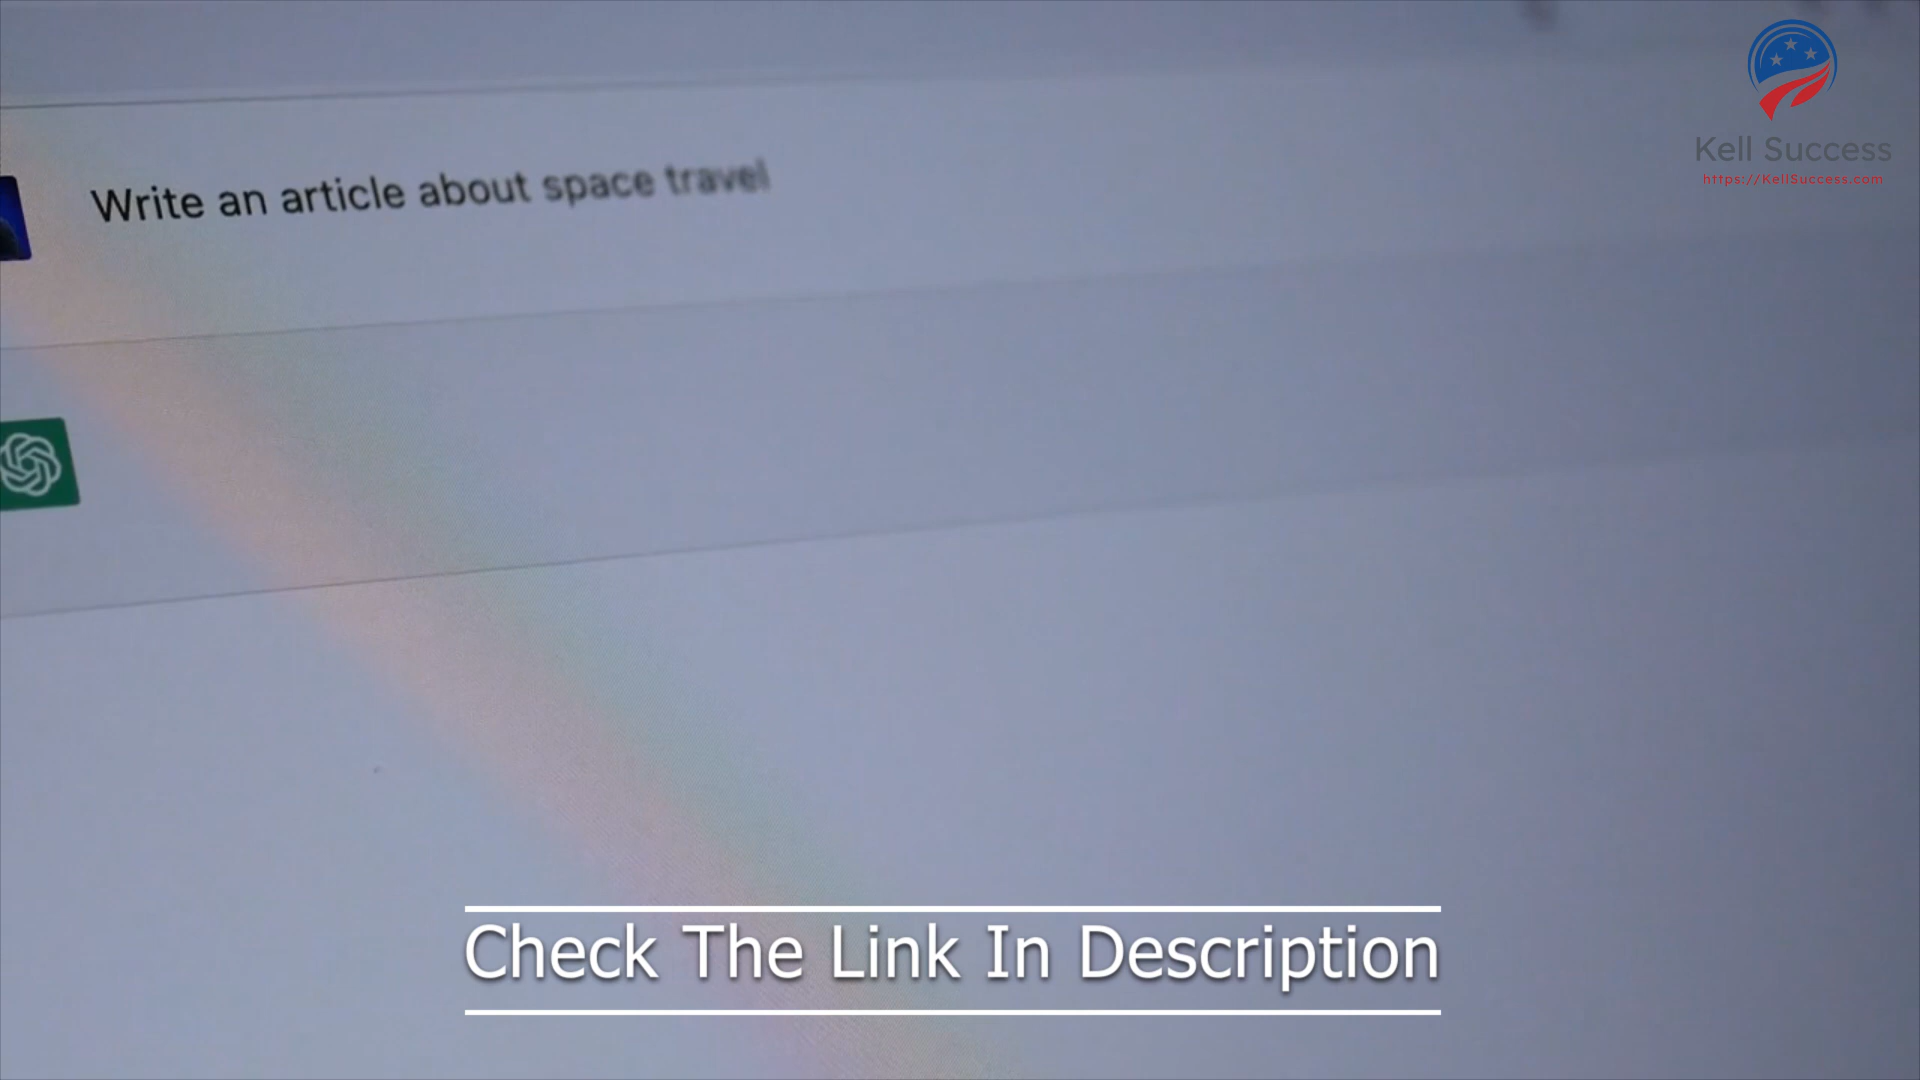 Kell Success
https://KellSuccess.com
Write an article about space travel
Check The Link In Description